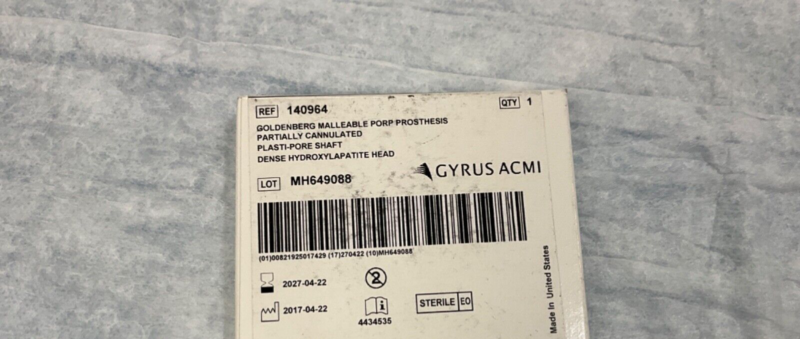 REF 140964
QTY 1
GOLDENBERG MALLEABLE PORP PROSTHESIS
PARTIALLY CANNULATED
PLASTI-PORE SHAFT
DENSE HYDROXYLAPATITE HEAD
GYRUS ACMI
LOT MH649088
(01)00821925017429 (17)270422 (10)MH649088
2027-04-22
2
2017-04-22
i
4434535
STERILE EO
Made In United States